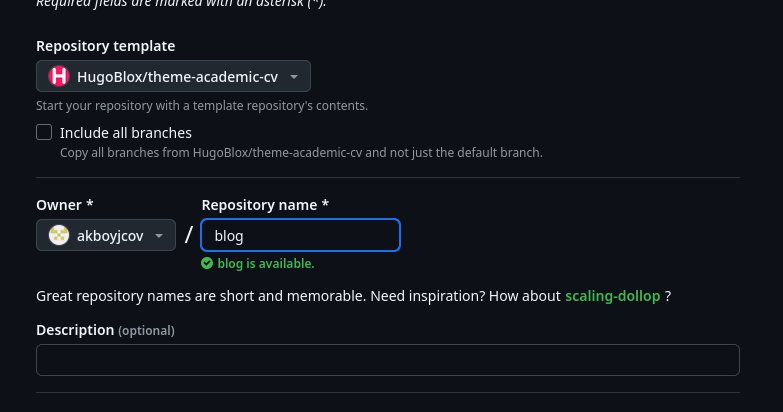 Required fields are marked with an asterisk (*).
Repository template
HugoBlox/theme-academic-cv
Start your repository with a template repository's contents.
Include all branches
Copy all branches from HugoBlox/theme-academic-cv and not just the default branch.
Owner * Repository name *
akboyjcov / blog
blog is available.
Great repository names are short and memorable. Need inspiration? How about scaling-dollop ?
Description (optional)